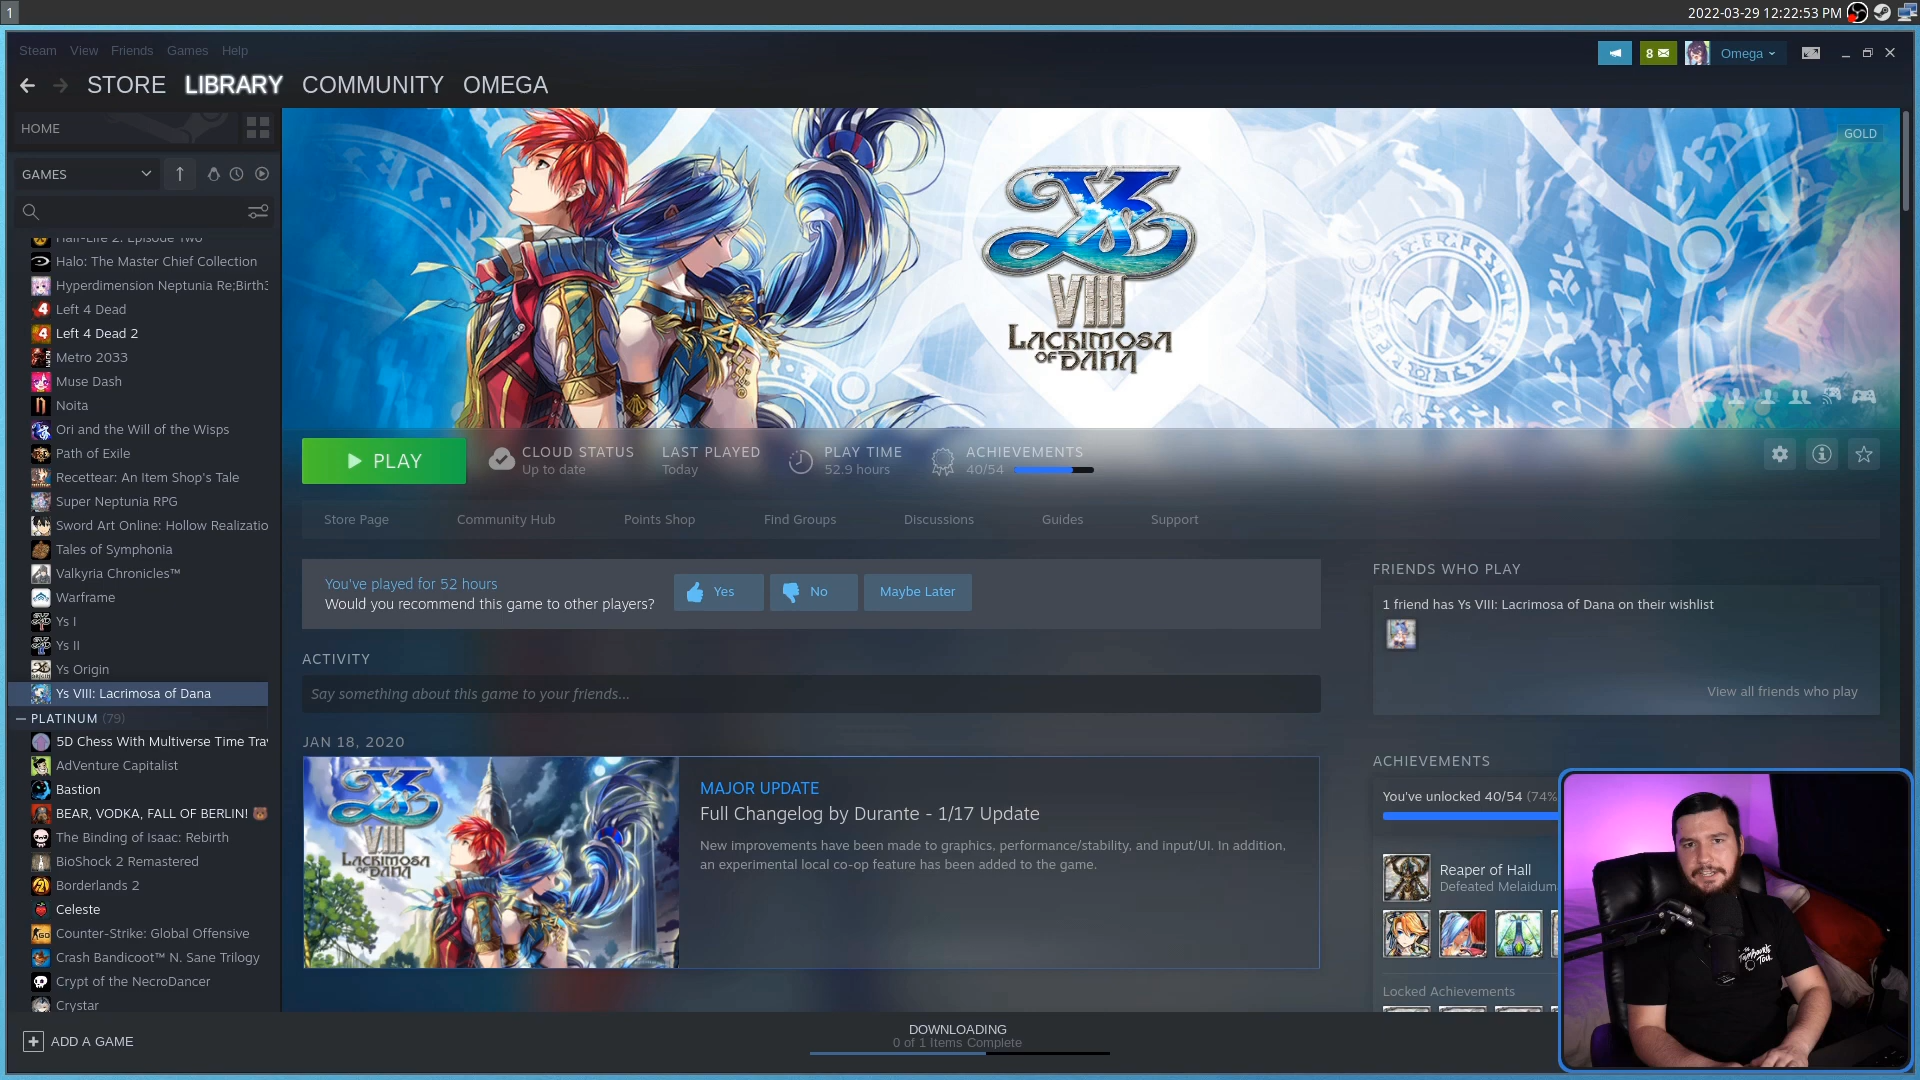 1
2022-03-29 12:22:53 PM
Steam View Friends Games Help
8
Omega
STORE LIBRARY COMMUNITY OMEGA
HOME
GAMES
Half-Life 2: Episode Two
Halo: The Master Chief Collection
Hyperdimension Neptunia Re;Birth3
Left 4 Dead
Left 4 Dead 2
Metro 2033
Muse Dash
Noita
Ori and the Will of the Wisps
Path of Exile
Recettear: An Item Shop's Tale
Super Neptunia RPG
Sword Art Online: Hollow Realizatio
Tales of Symphonia
Valkyria Chronicles™
Warframe
Ys I
Ys II
Ys Origin
Ys VIII: Lacrimosa of Dana
PLATINUM (79)
5D Chess With Multiverse Time Tra
AdVenture Capitalist
Bastion
BEAR, VODKA, FALL OF BERLIN! 🐻
The Binding of Isaac: Rebirth
BioShock 2 Remastered
Borderlands 2
Celeste
Counter-Strike: Global Offensive
Crash Bandicoot™ N. Sane Trilogy
Crypt of the NecroDancer
Crystar
ADD A GAME
GOLD
Ys
VIII
LACRIMOSA
OF DANA
PLAY
CLOUD STATUS
Up to date
LAST PLAYED
Today
PLAY TIME
52.9 hours
ACHIEVEMENTS
40/54
Store Page Community Hub Points Shop Find Groups Discussions Guides Support
You've played for 52 hours
Would you recommend this game to other players?
Yes No Maybe Later
ACTIVITY
Say something about this game to your friends...
JAN 18, 2020
Ys
VIII
LACRIMOSA
OF DANA
MAJOR UPDATE
Full Changelog by Durante - 1/17 Update
New improvements have been made to graphics, performance/stability, and input/UI. In addition,
an experimental local co-op feature has been added to the game.
FRIENDS WHO PLAY
1 friend has Ys VIII: Lacrimosa of Dana on their wishlist
View all friends who play
ACHIEVEMENTS
You've unlocked 40/54 (74%
Reaper of Hall
Defeated Melaidum
Locked Achievements
DOWNLOADING
0 of 1 Items Complete